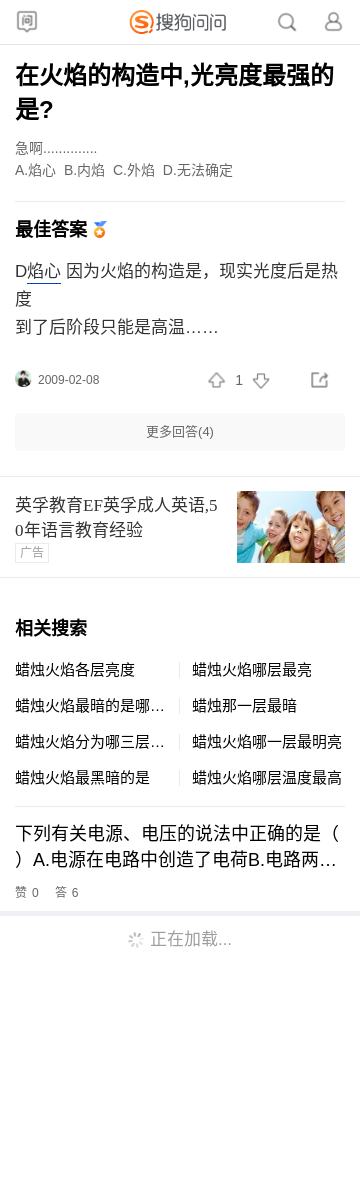 问
搜狗问问
在火焰的构造中,光亮度最强的
是?
急啊..............
A.焰心 B.内焰 C.外焰 D.无法确定
最佳答案
D焰心 因为火焰的构造是，现实光度后是热
度
到了后阶段只能是高温……
2009-02-08
1
更多回答(4)
英孚教育EF英孚成人英语,5
0年语言教育经验
广告
相关搜索
蜡烛火焰各层亮度
蜡烛火焰哪层最亮
蜡烛火焰最暗的是哪...
蜡烛那一层最暗
蜡烛火焰分为哪三层...
蜡烛火焰哪一层最明亮
蜡烛火焰最黑暗的是
蜡烛火焰哪层温度最高
下列有关电源、电压的说法中正确的是（
）A.电源在电路中创造了电荷B.电路两...
赞 0 答 6
正在加载...